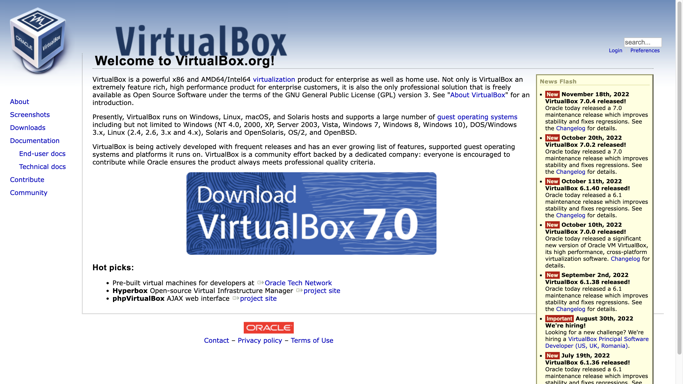 ORACLE
VirtualBox
VirtualBox
search...
Login Preferences
Welcome to VirtualBox.org!
About
Screenshots
Downloads
Documentation
End-user docs
Technical docs
Contribute
Community
VirtualBox is a powerful x86 and AMD64/Intel64 virtualization product for enterprise as well as home use. Not only is VirtualBox an
extremely feature rich, high performance product for enterprise customers, it is also the only professional solution that is freely
available as Open Source Software under the terms of the GNU General Public License (GPL) version 3. See "About VirtualBox" for an
introduction.
Presently, VirtualBox runs on Windows, Linux, macOS, and Solaris hosts and supports a large number of guest operating systems
including but not limited to Windows (NT 4.0, 2000, XP, Server 2003, Vista, Windows 7, Windows 8, Windows 10), DOS/Windows
3.x, Linux (2.4, 2.6, 3.x and 4.x), Solaris and OpenSolaris, OS/2, and OpenBSD.
VirtualBox is being actively developed with frequent releases and has an ever growing list of features, supported guest operating
systems and platforms it runs on. VirtualBox is a community effort backed by a dedicated company: everyone is encouraged to
contribute while Oracle ensures the product always meets professional quality criteria.
Download
VirtualBox 7.0
Hot picks:
• Pre-built virtual machines for developers at Oracle Tech Network
• Hyperbox Open-source Virtual Infrastructure Manager project site
• phpVirtualBox AJAX web interface project site
ORACLE
Contact – Privacy policy – Terms of Use
News Flash
• New November 18th, 2022
VirtualBox 7.0.4 released!
Oracle today released a 7.0
maintenance release which improves
stability and fixes regressions. See
the Changelog for details.
• New October 20th, 2022
VirtualBox 7.0.2 released!
Oracle today released a 7.0
maintenance release which improves
stability and fixes regressions. See
the Changelog for details.
• New October 11th, 2022
VirtualBox 6.1.40 released!
Oracle today released a 6.1
maintenance release which improves
stability and fixes regressions. See
the Changelog for details.
• New October 10th, 2022
VirtualBox 7.0.0 released!
Oracle today released a significant
new version of Oracle VM VirtualBox,
its high performance, cross-platform
virtualization software. Changelog for
details.
• New September 2nd, 2022
VirtualBox 6.1.38 released!
Oracle today released a 6.1
maintenance release which improves
stability and fixes regressions. See
the Changelog for details.
• Important August 30th, 2022
We're hiring!
Looking for a new challenge? We're
hiring a VirtualBox Principal Software
Developer (US, UK, Romania).
• New July 19th, 2022
VirtualBox 6.1.36 released!
Oracle today released a 6.1
maintenance release which improves
stability and fixes regressions. See